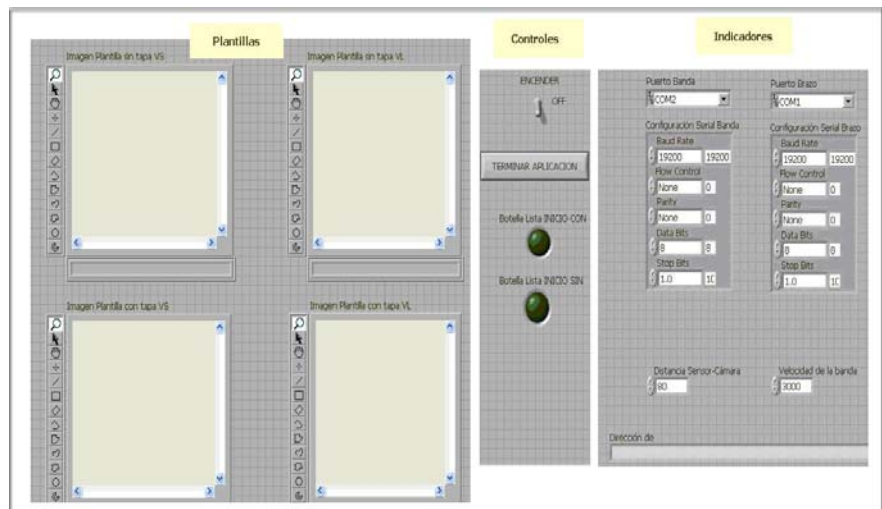 Plantillas
Imagen Plantilla sin tapa VS
Imagen Plantilla sin tapa VL
Imagen Plantilla con tapa VS
Imagen Plantilla con tapa VL
Controles
ENCENDER
OFF
TERMINAR APLICACION
Botella Lista INICIO-CON
Botella Lista INICIO SIN
Indicadores
Puerto Banda
COM2
Puerto Brazo
COM1
Configuración Serial Banda
Baud Rate
19200 19200
Flow Control
None 0
Parity
None 0
Data Bits
8 8
Stop Bits
1.0 10
Configuración Serial Brazo
Baud Rate
19200 19200
Flow Control
None 0
Parity
None 0
Data Bits
8 8
Stop Bits
1.0 10
Distancia Sensor-Cámara
80
Velocidad de la banda
3000
Dirección de